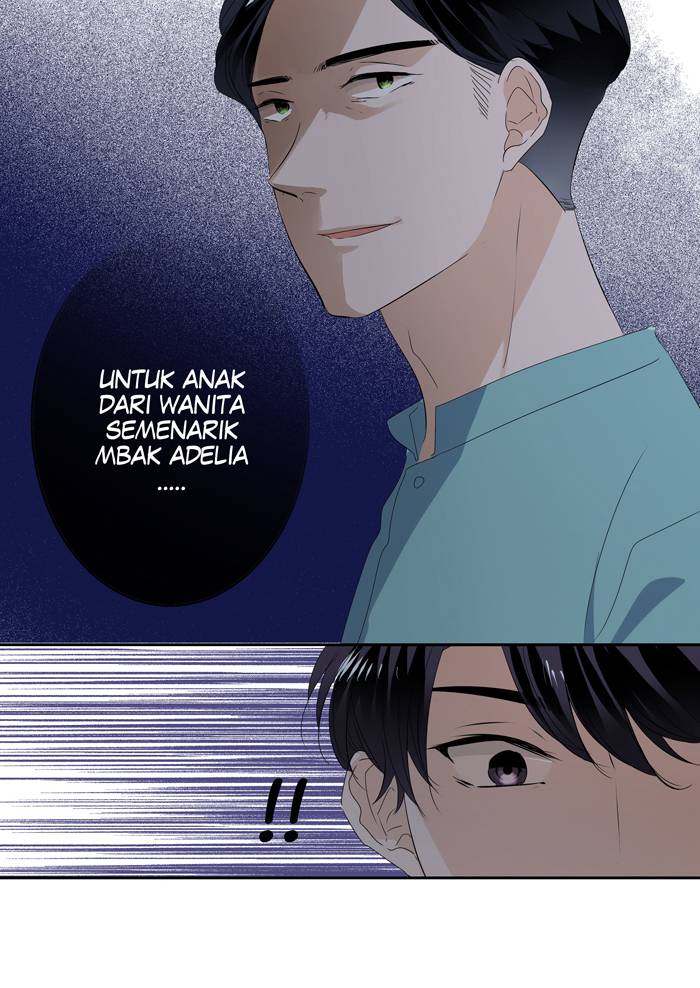 UNTUK ANAK
DARI WANITA
SEMENARIK
MBAK ADELIA
.....
!!